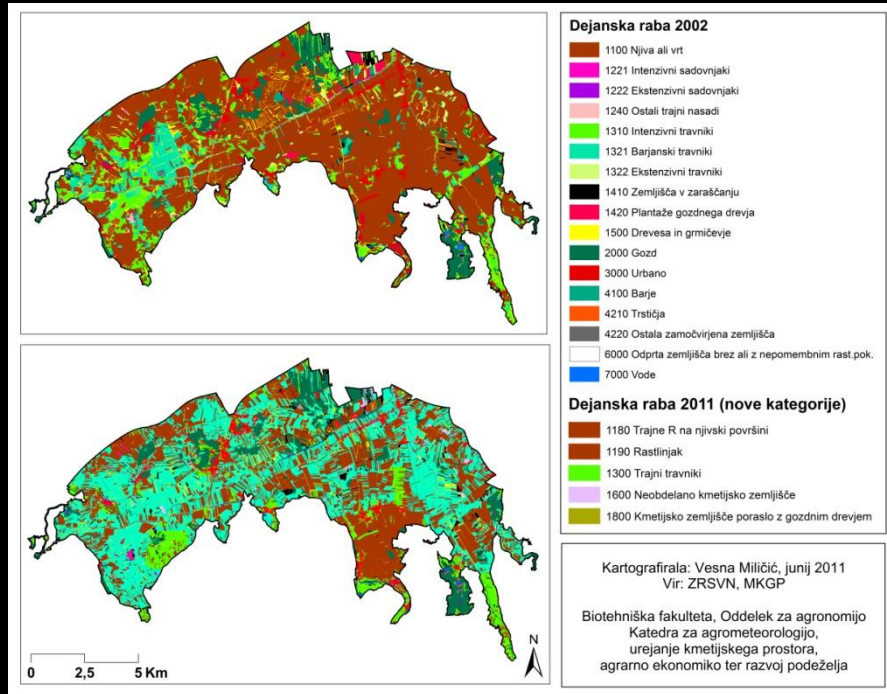 Dejanska raba 2002
1100 Njiva ali vrt
1221 Intenzivni sadovnjaki
1222 Ekstenzivni sadovnjaki
1240 Ostali trajni nasadi
1310 Intenzivni travniki
1321 Barjanski travniki
1322 Ekstenzivni travniki
1410 Zemljišča v zaraščanju
1420 Plantaže gozdnega drevja
1500 Drevesa in grmičevje
2000 Gozd
3000 Urbano
4100 Barje
4210 Trstičja
4220 Ostala zamočvirjena zemljišča
6000 Odprta zemljišča brez ali z nepomembnim rast.pok.
7000 Vode
Dejanska raba 2011 (nove kategorije)
1180 Trajne R na njivski površini
1190 Rastlinjak
1300 Trajni travniki
1600 Neobdelano kmetijsko zemljišče
1800 Kmetijsko zemljišče poraslo z gozdnim drevjem
Kartografirala: Vesna Miličić, junij 2011
Vir: ZRSVN, MKGP
Biotehniška fakulteta, Oddelek za agronomijo
Katedra za agrometeorologijo,
urejanje kmetijskega prostora,
agrarno ekonomiko ter razvoj podeželja
N
0 2,5 5 Km